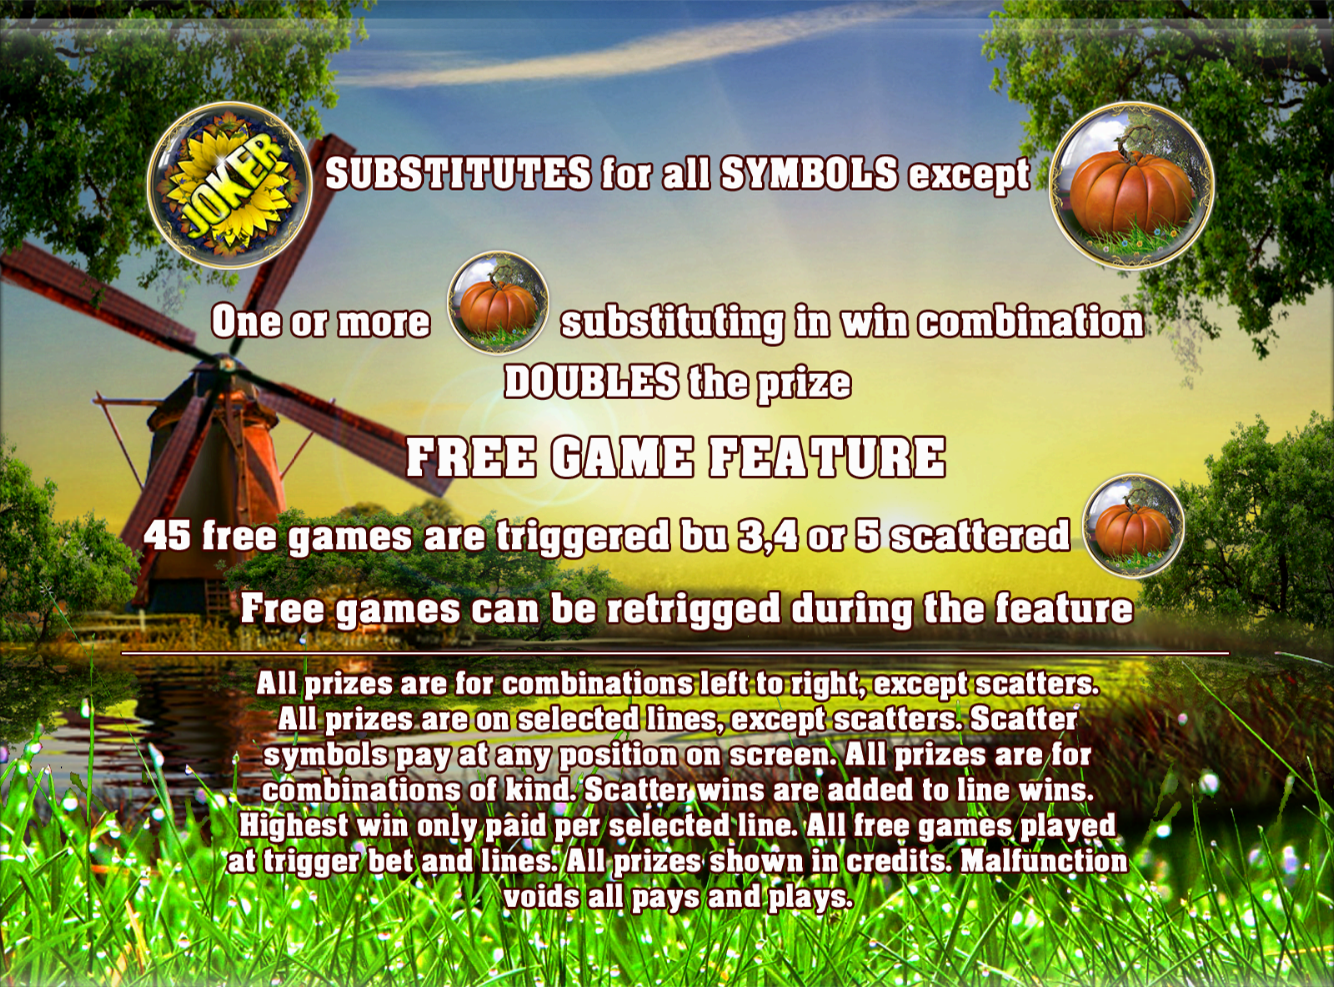 JOKER SUBSTITUTES for all SYMBOLS except
One or more substituting in win combination
DOUBLES the prize
FREE GAME FEATURE
45 free games are triggered bu 3,4 or 5 scattered
Free games can be retrigged during the feature
All prizes are for combinations left to right, except scatters.
All prizes are on selected lines, except scatters. Scatter
symbols pay at any position on screen. All prizes are for
combinations of kind. Scatter wins are added to line wins.
Highest win only paid per selected line. All free games played
at trigger bet and lines. All prizes shown in credits. Malfunction
voids all pays and plays.